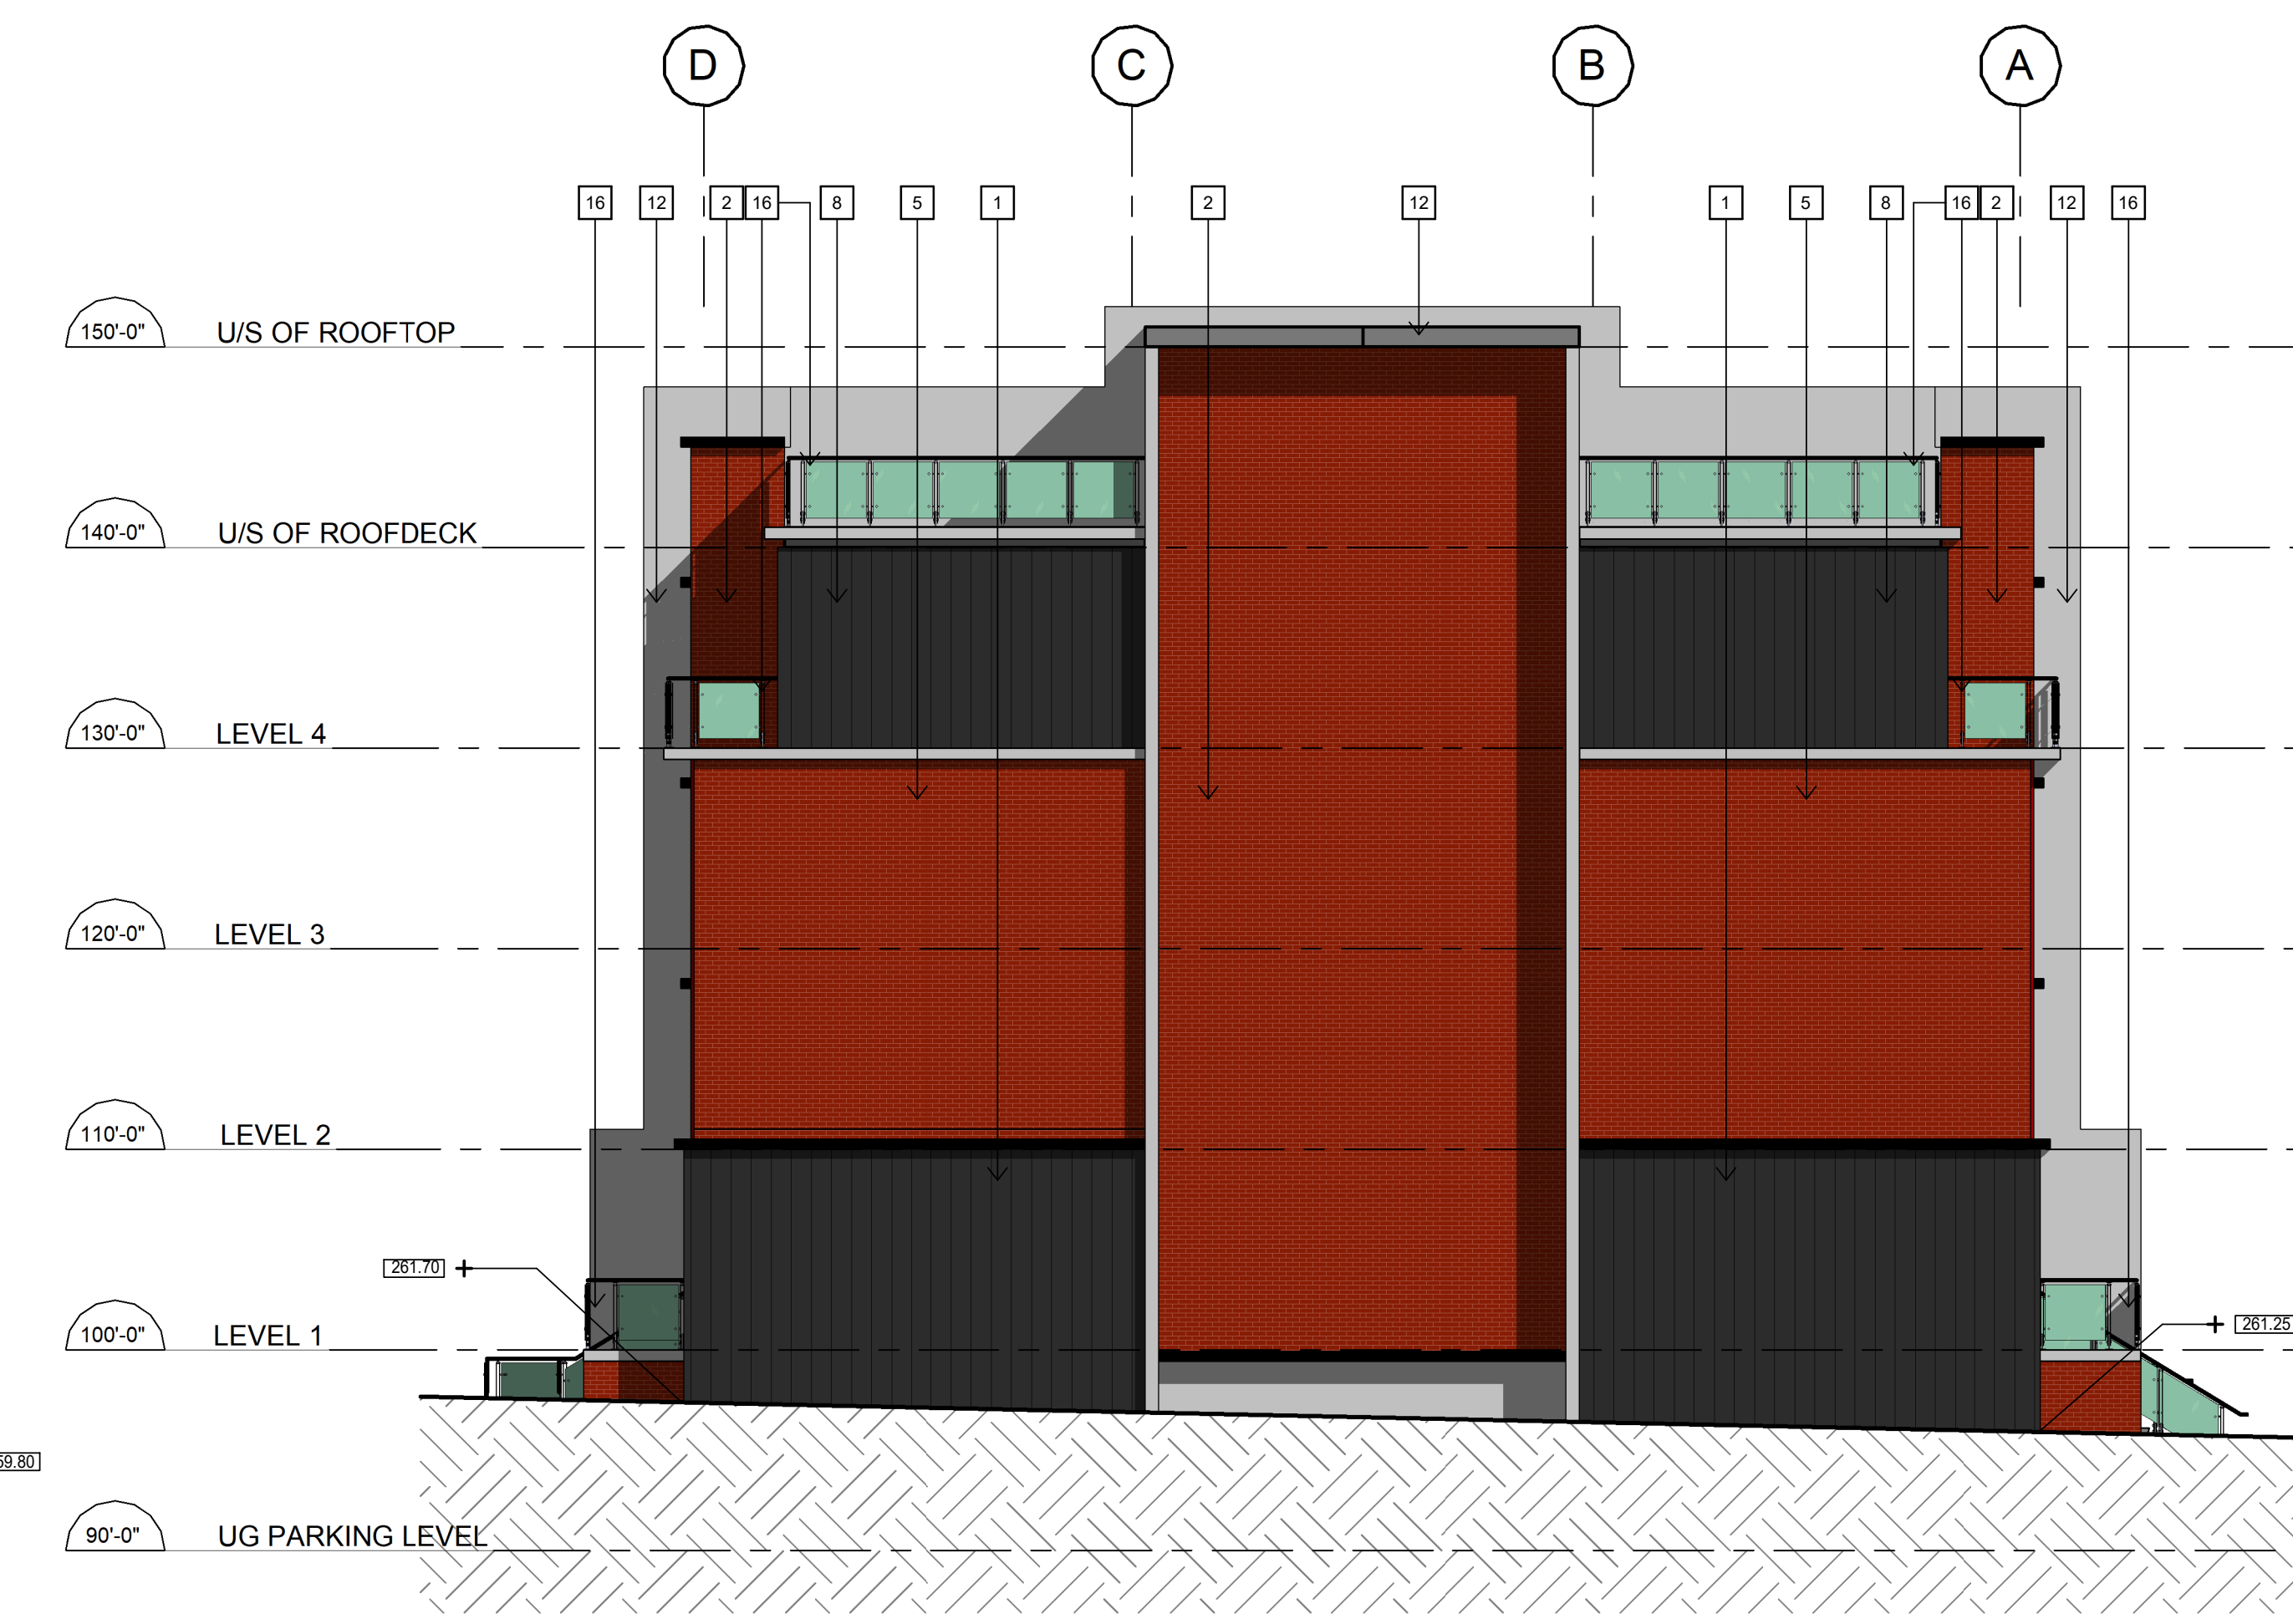 D
C
B
A
16
12
2
16
8
5
1
2
12
1
5
8
16
2
12
16
150'-0"
U/S OF ROOFTOP
140'-0"
U/S OF ROOFDECK
130'-0"
LEVEL 4
120'-0"
LEVEL 3
110'-0"
LEVEL 2
261.70
100'-0"
LEVEL 1
261.25
59.80
90'-0"
UG PARKING LEVEL